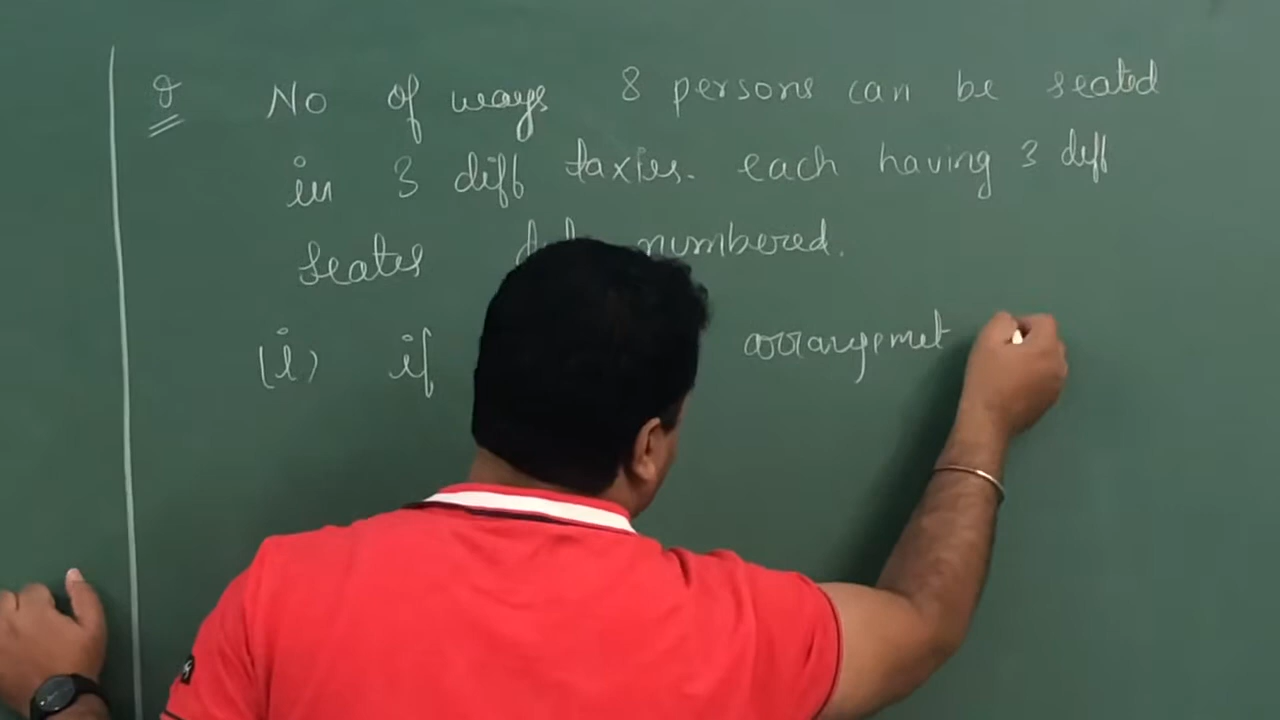 Q No of ways 8 persons can be seated
in 3 diff taxies. each having 3 diff
seates numbered.
(i) if arrangemet